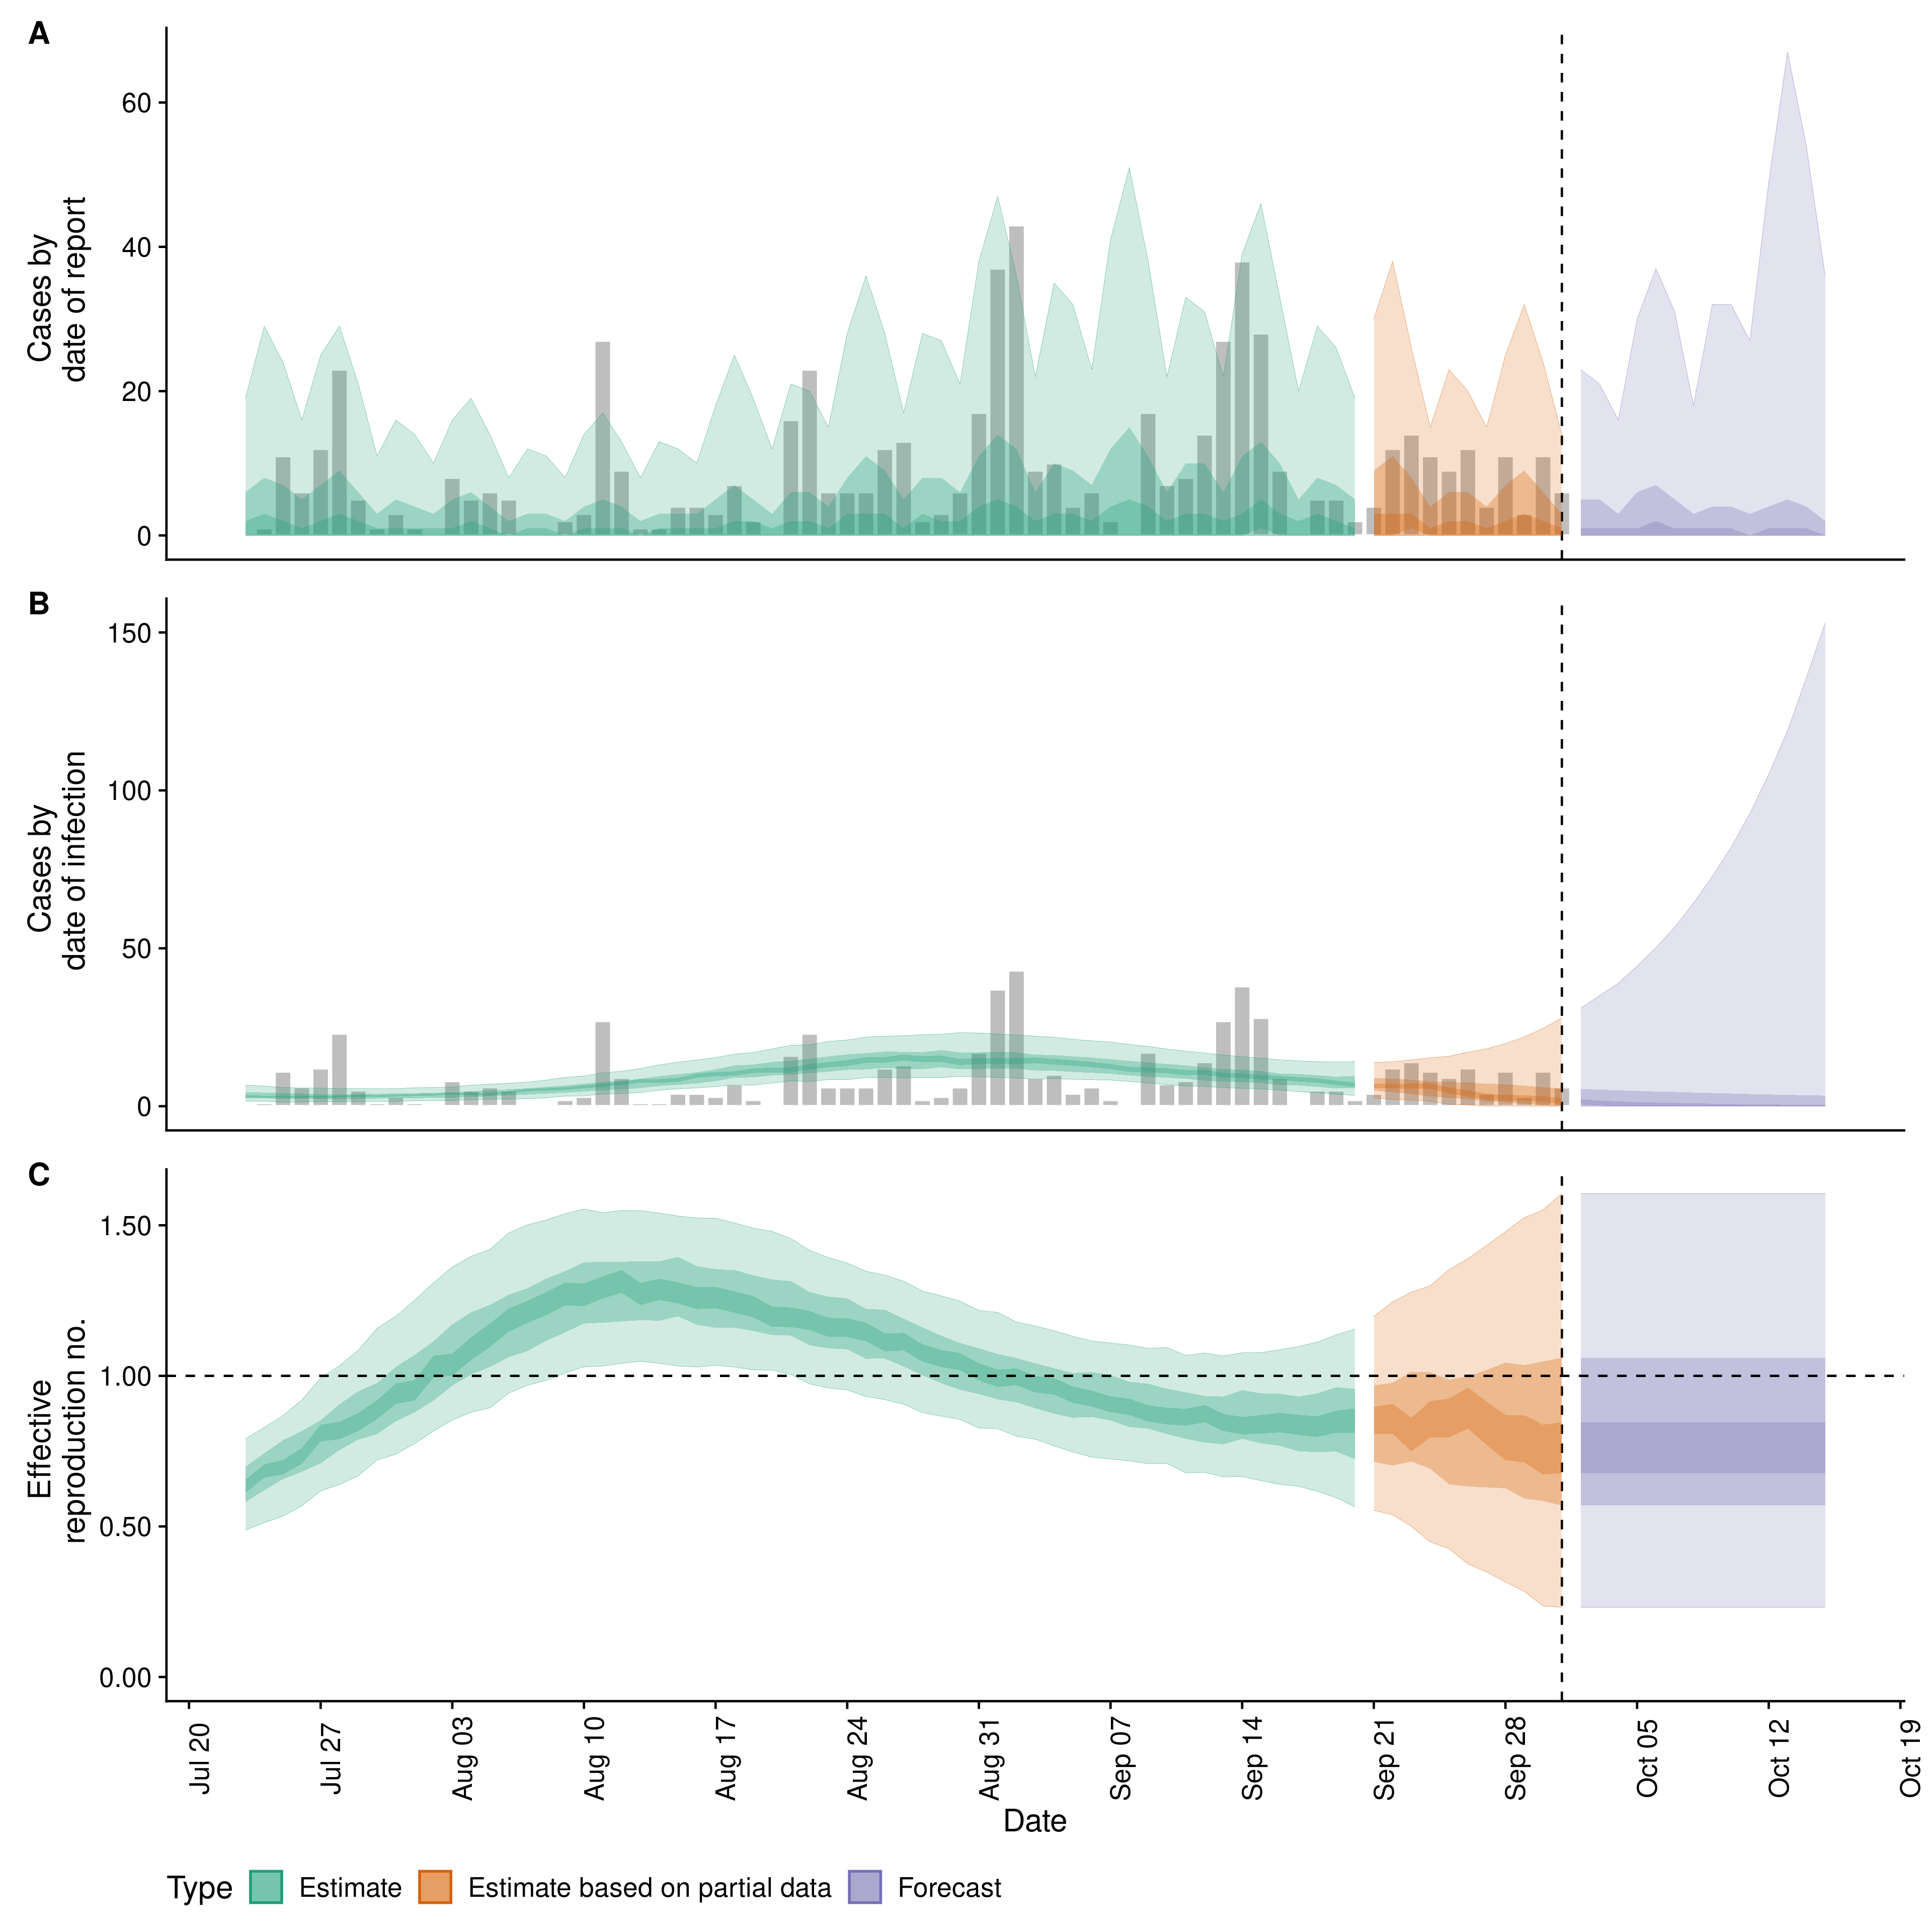 A
Cases by
date of report
60
40
20
0
B
Cases by
date of infection
150
100
50
0
C
Effective
reproduction no.
1.50
1.00
0.50
0.00
Jul 20
Jul 27
Aug 03
Aug 10
Aug 17
Aug 24
Aug 31
Sep 07
Sep 14
Sep 21
Sep 28
Oct 05
Oct 12
Oct 19
Date
Type Estimate Estimate based on partial data Forecast